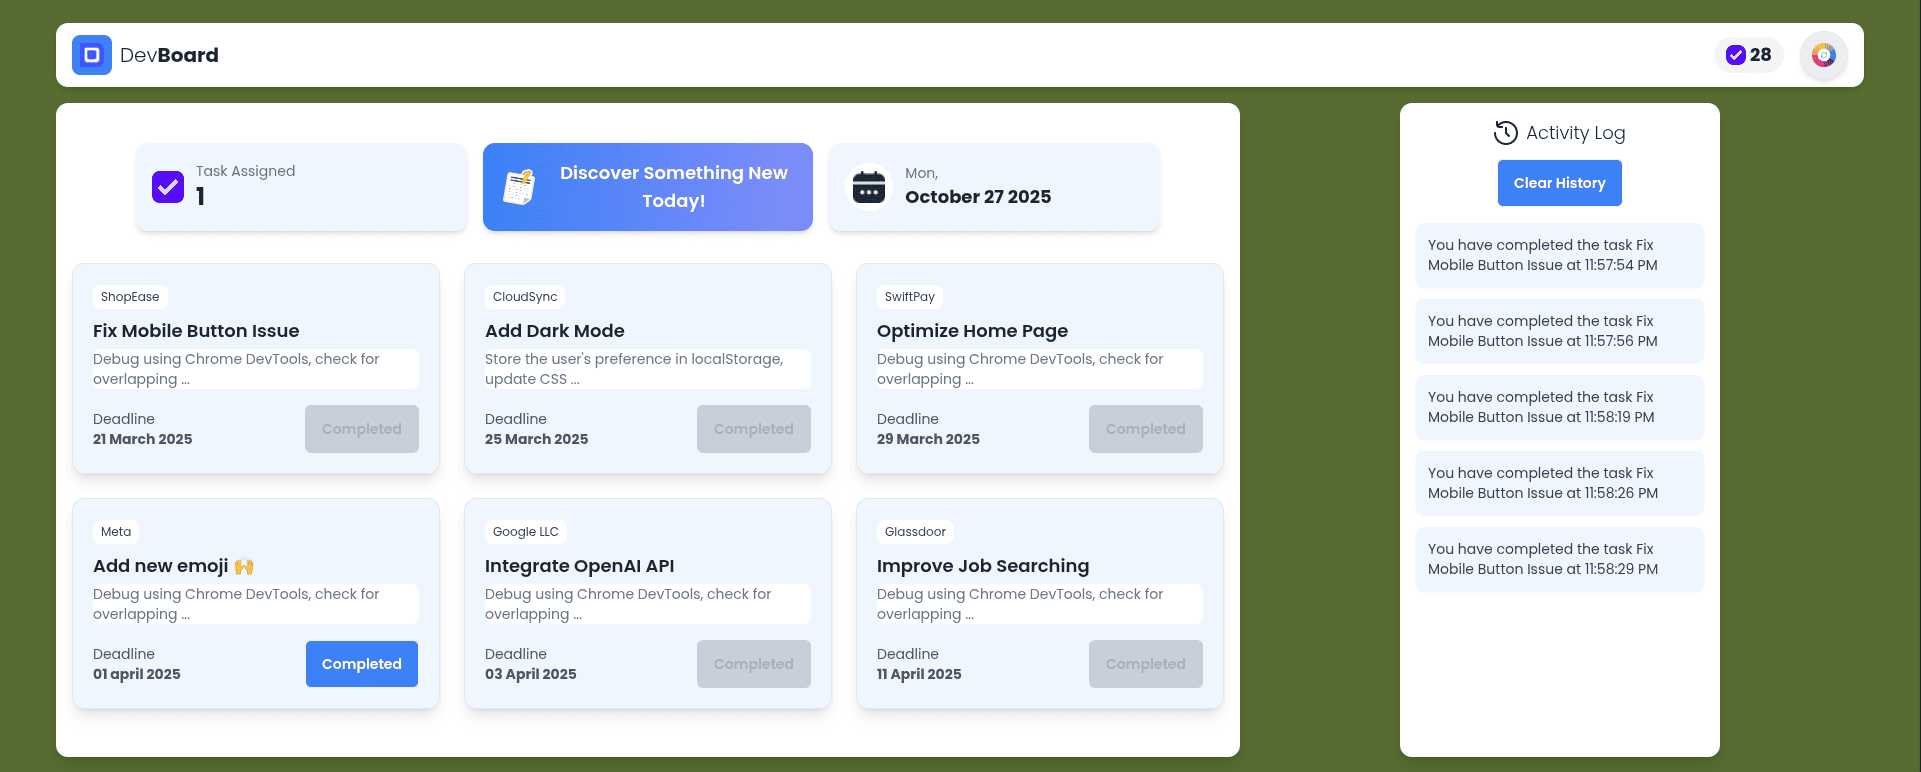 DevBoard
28
Task Assigned
1
Discover Something New
Today!
Mon,
October 27 2025
ShopEase
Fix Mobile Button Issue
Debug using Chrome DevTools, check for
overlapping ...
Deadline
21 March 2025
Completed
CloudSync
Add Dark Mode
Store the user's preference in localStorage,
update CSS ...
Deadline
25 March 2025
Completed
SwiftPay
Optimize Home Page
Debug using Chrome DevTools, check for
overlapping ...
Deadline
29 March 2025
Completed
Meta
Add new emoji 🙌
Debug using Chrome DevTools, check for
overlapping ...
Deadline
01 april 2025
Completed
Google LLC
Integrate OpenAI API
Debug using Chrome DevTools, check for
overlapping ...
Deadline
03 April 2025
Completed
Glassdoor
Improve Job Searching
Debug using Chrome DevTools, check for
overlapping ...
Deadline
11 April 2025
Completed
Activity Log
Clear History
You have completed the task Fix
Mobile Button Issue at 11:57:54 PM
You have completed the task Fix
Mobile Button Issue at 11:57:56 PM
You have completed the task Fix
Mobile Button Issue at 11:58:19 PM
You have completed the task Fix
Mobile Button Issue at 11:58:26 PM
You have completed the task Fix
Mobile Button Issue at 11:58:29 PM